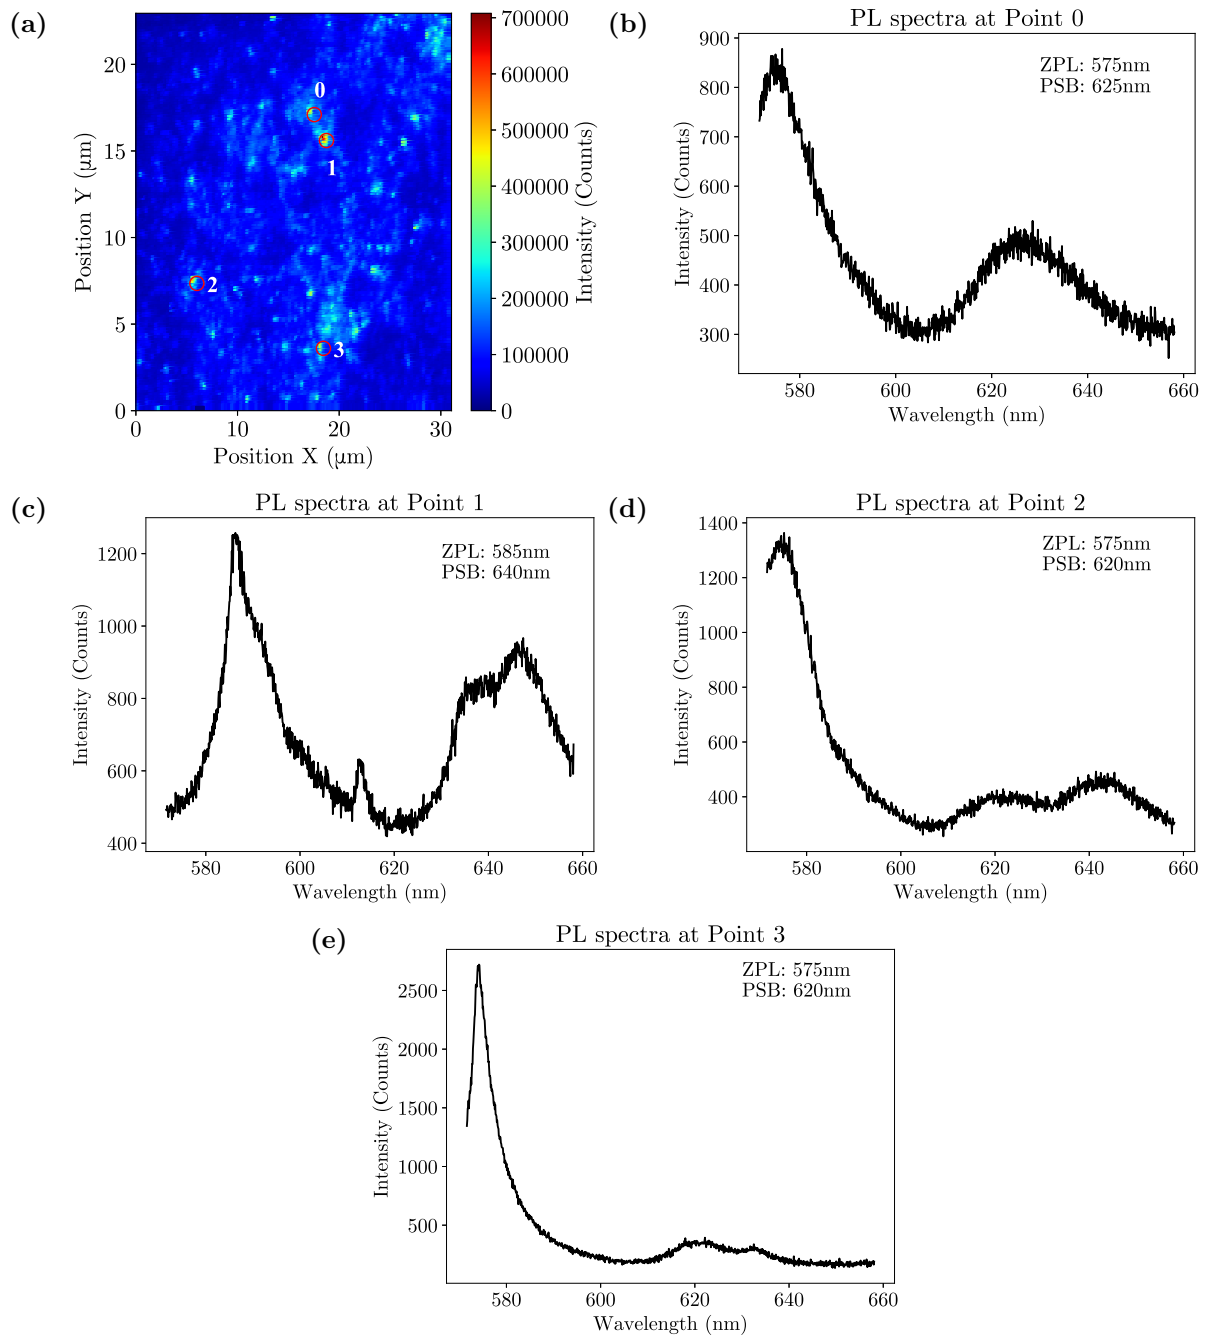 (a)
700000
600000
500000
400000
300000
200000
100000
0
Intensity (Counts)
20
15
10
5
0
Position Y (μm)
0
1
2
3
0 10 20 30
Position X (μm)
(b)
PL spectra at Point 0
ZPL: 575nm
PSB: 625nm
900
800
700
600
500
400
300
Intensity (Counts)
580 600 620 640 660
Wavelength (nm)
(c)
PL spectra at Point 1
ZPL: 585nm
PSB: 640nm
1200
1000
800
600
400
Intensity (Counts)
580 600 620 640 660
Wavelength (nm)
(d)
PL spectra at Point 2
ZPL: 575nm
PSB: 620nm
1400
1200
1000
800
600
400
Intensity (Counts)
580 600 620 640 660
Wavelength (nm)
(e)
PL spectra at Point 3
ZPL: 575nm
PSB: 620nm
2500
2000
1500
1000
500
Intensity (Counts)
580 600 620 640 660
Wavelength (nm)